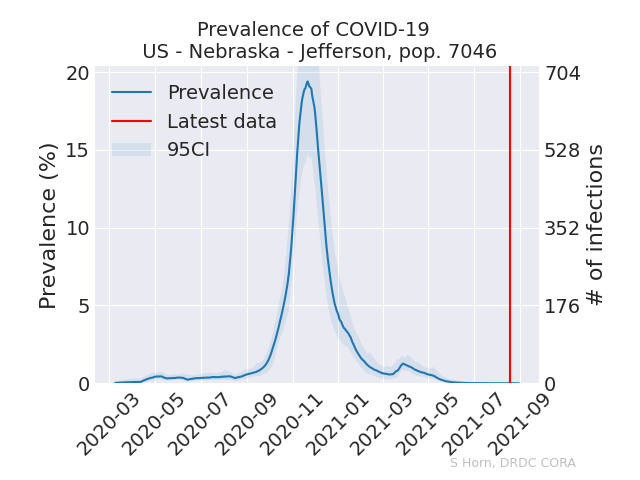 Prevalence of COVID-19
US - Nebraska - Jefferson, pop. 7046
Prevalence
Latest data
95CI
Prevalence (%)
20
15
10
5
0
704
528
352
176
0
# of infections
2020-03
2020-05
2020-07
2020-09
2020-11
2021-01
2021-03
2021-05
2021-07
2021-09
S Horn, DRDC CORA